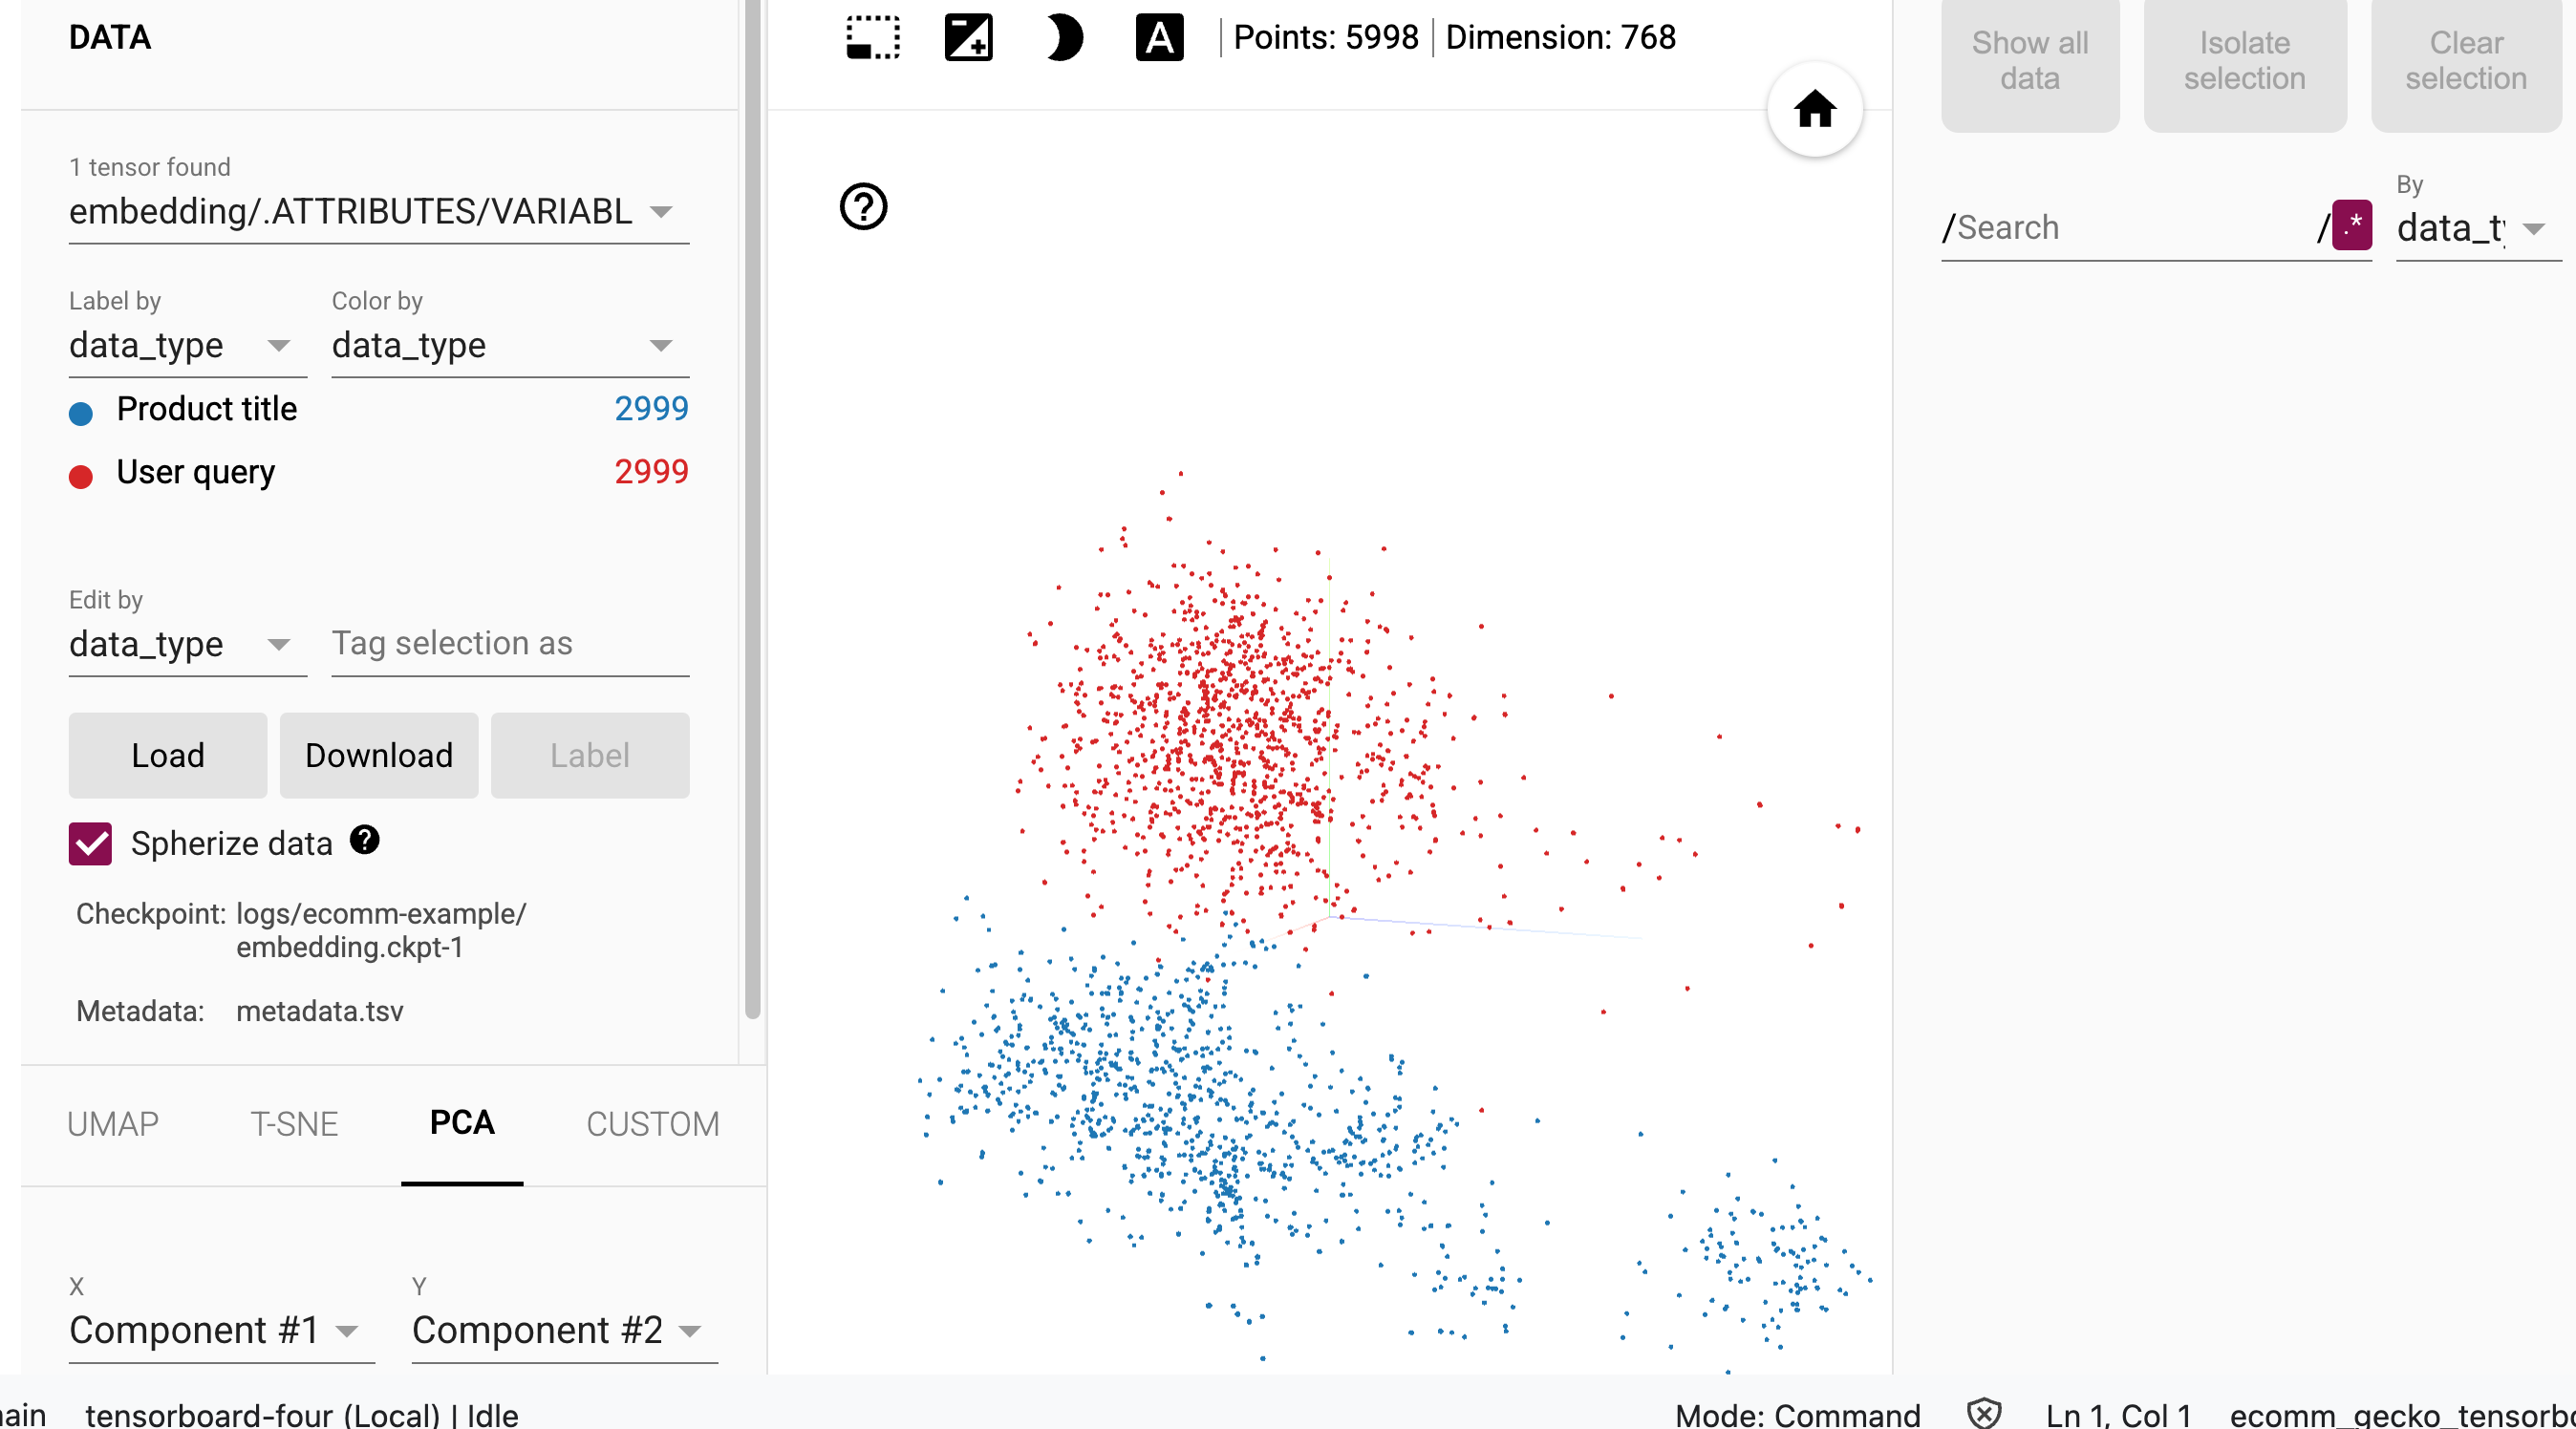 DATA
1 tensor found
embedding/.ATTRIBUTES/VARIABL
Label by
data_type
Color by
data_type
Product title 2999
User query 2999
Edit by
data_type
Tag selection as
Load
Download
Label
Spherize data
Checkpoint: logs/ecomm-example/
embedding.ckpt-1
Metadata: metadata.tsv
UMAP
T-SNE
PCA
CUSTOM
X
Component #1
Y
Component #2
A
Points: 5998
Dimension: 768
Show all
data
Isolate
selection
Clear
selection
/Search
/ .*
By
data_ty
ain tensorboard-four (Local) | Idle
Mode: Command
Ln 1, Col 1
ecomm_gecko_tensorbo